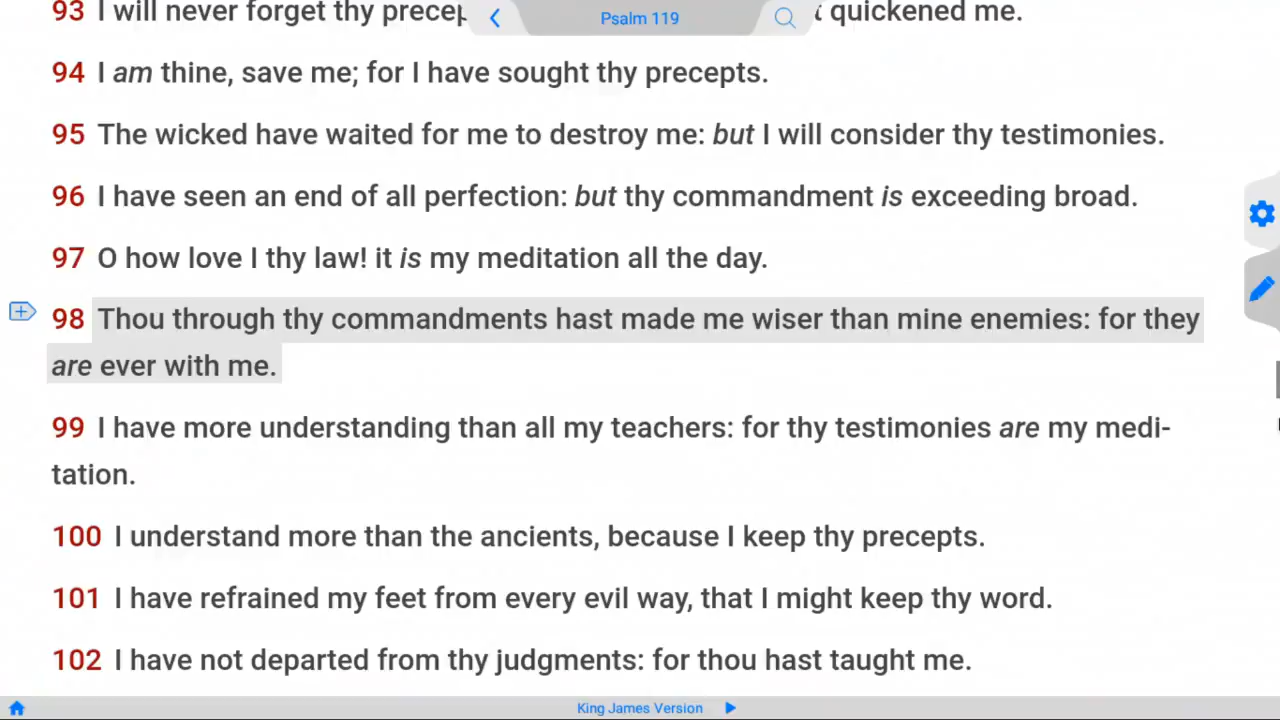 93 I will never forget thy quickened me.
Psalm 119
94 I am thine, save me; for I have sought thy precepts.
95 The wicked have waited for me to destroy me: but I will consider thy testimonies.
96 I have seen an end of all perfection: but thy commandment is exceeding broad.
97 O how love I thy law! it is my meditation all the day.
98 Thou through thy commandments hast made me wiser than mine enemies: for they
are ever with me.
99 I have more understanding than all my teachers: for thy testimonies are my medi-
tation.
100 I understand more than the ancients, because I keep thy precepts.
101 I have refrained my feet from every evil way, that I might keep thy word.
102 I have not departed from thy judgments: for thou hast taught me.
King James Version